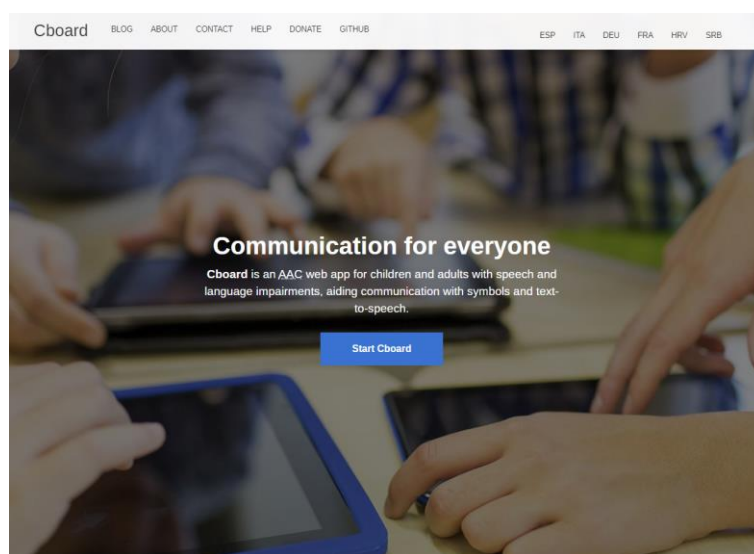 Cboard BLOG ABOUT CONTACT HELP DONATE GITHUB ESP ITA DEU FRA HRV SRB
Communication for everyone
Cboard is an AAC web app for children and adults with speech and
language impairments, aiding communication with symbols and text-
to-speech.
Start Cboard